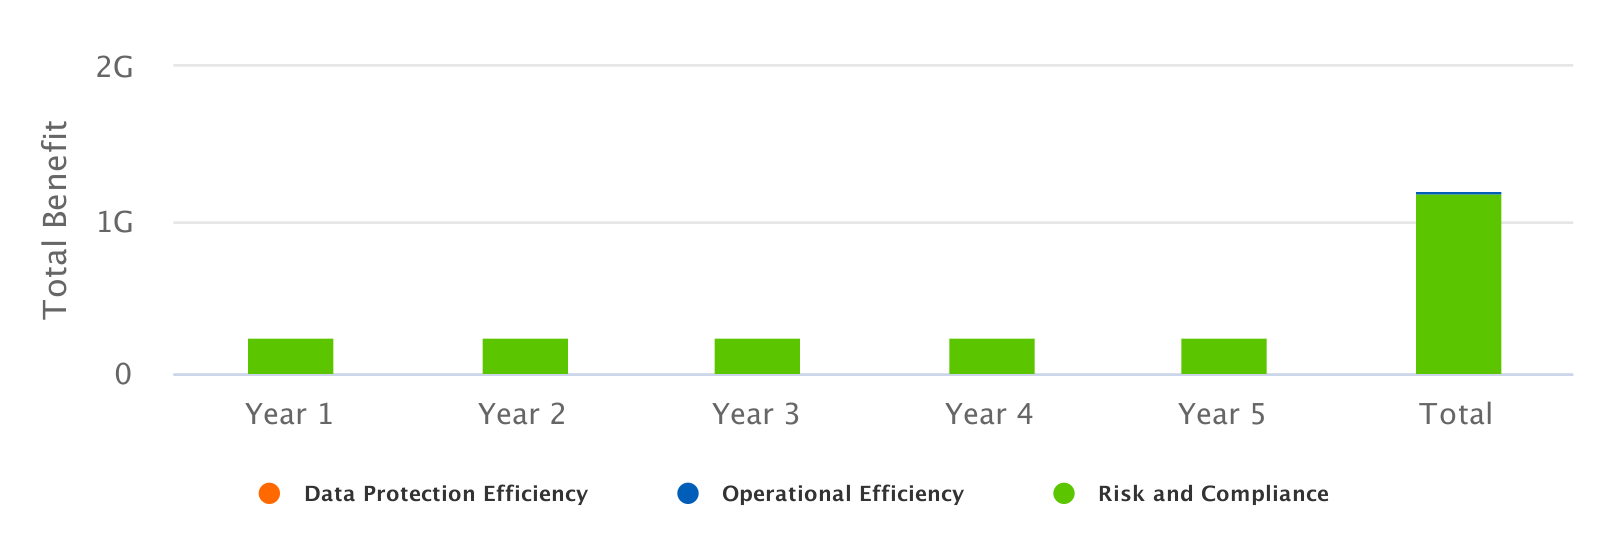 2G
1G
0
Total Benefit
Year 1 Year 2 Year 3 Year 4 Year 5 Total
Data Protection Efficiency Operational Efficiency Risk and Compliance